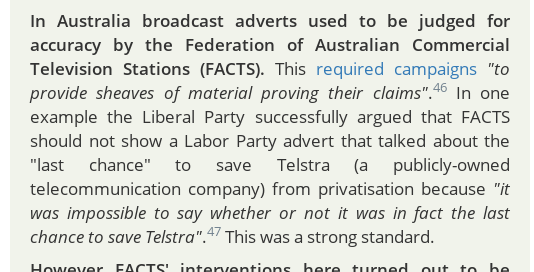 In Australia broadcast adverts used to be judged for
accuracy by the Federation of Australian Commercial
Television Stations (FACTS). This required campaigns "to
provide sheaves of material proving their claims".46 In one
example the Liberal Party successfully argued that FACTS
should not show a Labor Party advert that talked about the
"last chance" to save Telstra (a publicly-owned
telecommunication company) from privatisation because "it
was impossible to say whether or not it was in fact the last
chance to save Telstra".47 This was a strong standard.
However FACTS' interventions here turned out to be